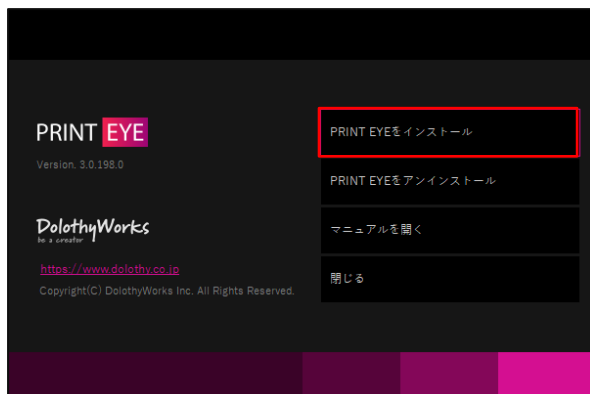 PRINT EYE
Version. 3.0.198.0
DolothyWorks
be a creator
https://www.dolothy.co.jp
Copyright(C) DolothyWorks Inc. All Rights Reserved.
PRINT EYEをインストール
PRINT EYEをアンインストール
マニュアルを開く
閉じる